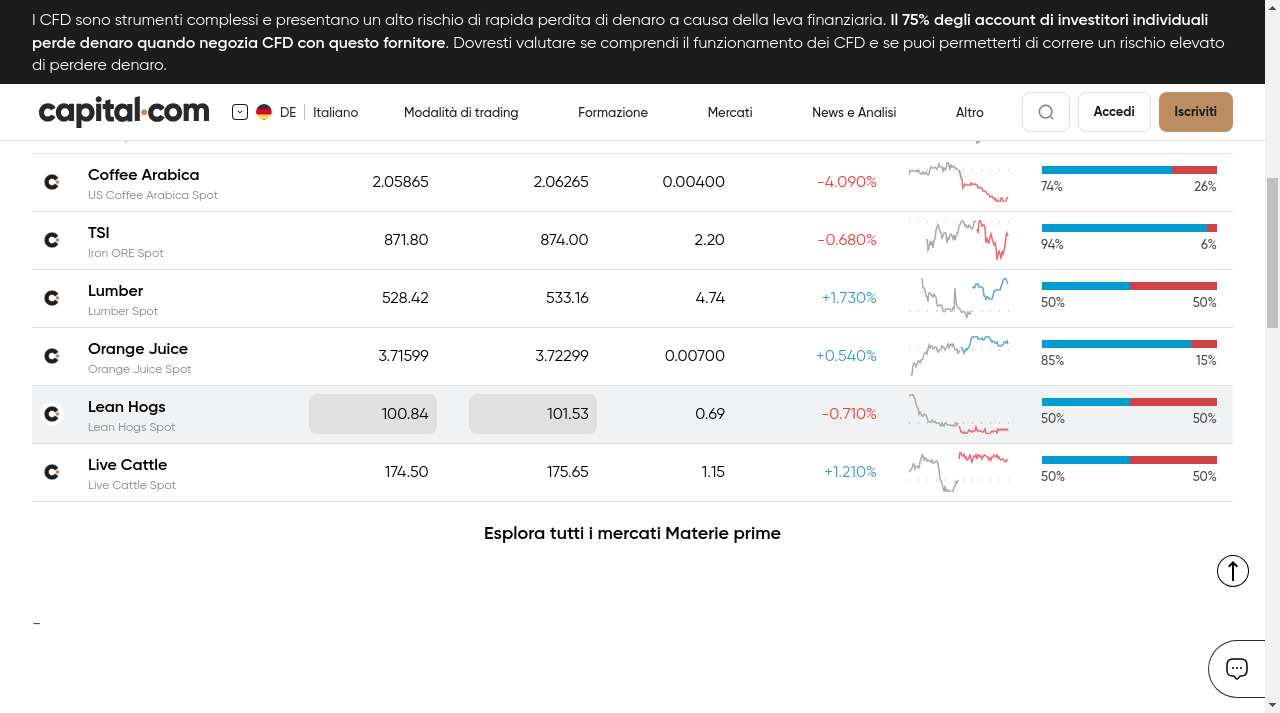 I CFD sono strumenti complessi e presentano un alto rischio di rapida perdita di denaro a causa della leva finanziaria. Il 75% degli account di investitori individuali
perde denaro quando negozia CFD con questo fornitore. Dovresti valutare se comprendi il funzionamento dei CFD e se puoi permetterti di correre un rischio elevato
di perdere denaro.
capital.com DE Italiano Modalità di trading Formazione Mercati News e Analisi Altro Accedi Iscriviti
Coffee Arabica 2.05865 2.06265 0.00400 -4.090% 74% 26%
US Coffee Arabica Spot
TSI 871.80 874.00 2.20 -0.680% 94% 6%
Iron ORE Spot
Lumber 528.42 533.16 4.74 +1.730% 50% 50%
Lumber Spot
Orange Juice 3.71599 3.72299 0.00700 +0.540% 85% 15%
Orange Juice Spot
Lean Hogs 100.84 101.53 0.69 -0.710% 50% 50%
Lean Hogs Spot
Live Cattle 174.50 175.65 1.15 +1.210% 50% 50%
Live Cattle Spot
Esplora tutti i mercati Materie prime
–